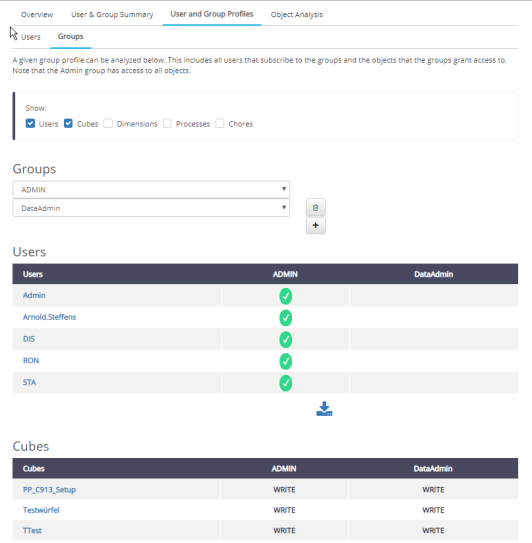 Overview User & Group Summary User and Group Profiles Object Analysis
Users Groups
A given group profile can be analyzed below. This includes all users that subscribe to the groups and the objects that the groups grant access to.
Note that the Admin group has access to all objects.
Show:
Users Cubes Dimensions Processes Chores
Groups
ADMIN
DataAdmin
+
Users
Users ADMIN DataAdmin
Admin
Arnold.Steffens
DIS
RON
STA
Cubes
Cubes ADMIN DataAdmin
PP_C913_Setup WRITE WRITE
Testwürfel WRITE WRITE
TTest WRITE WRITE